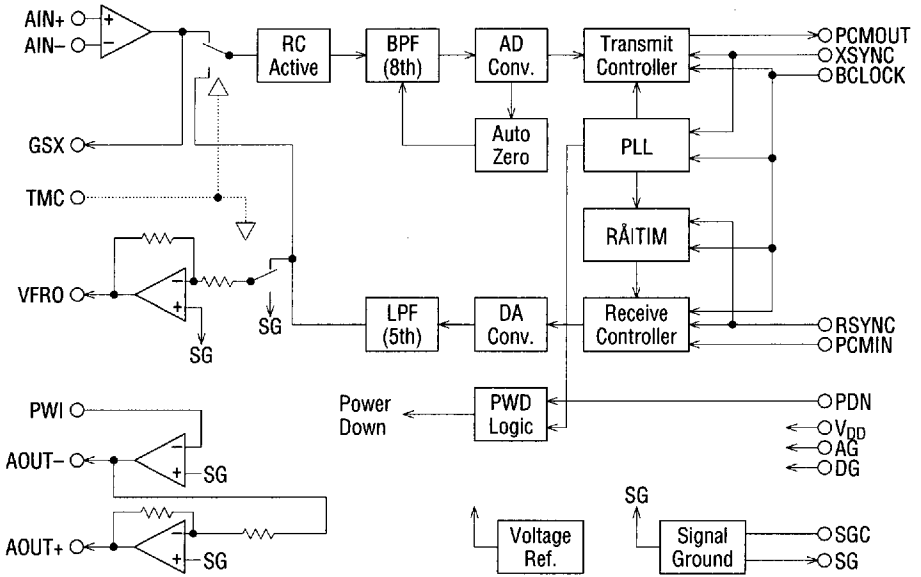 AIN+
AIN−
GSX
TMC
VFRO
PWI
AOUT−
AOUT+
RC
Active
BPF
(8th)
AD
Conv.
Transmit
Controller
Auto
Zero
PLL
RÅITIM
SG
SG
LPF
(5th)
DA
Conv.
Receive
Controller
Power
Down
PWD
Logic
SG
SG
Voltage
Ref.
SG
Signal
Ground
PCMOUT
XSYNC
BCLOCK
RSYNC
PCMIN
PDN
VDD
AG
DG
SGC
SG